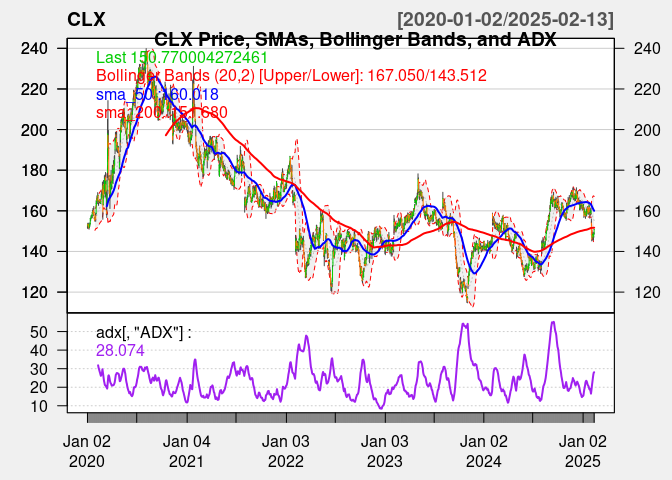 CLX [2020-01-02/2025-02-13]
CLX Price, SMAs, Bollinger Bands, and ADX
Last 150.770004272461
Bollinger Bands (20,2) [Upper/Lower]: 167.050/143.512
sma_50: 160.018
sma_200: 151.680
240 240
220 220
200 200
180 180
160 160
140 140
120 120
adx[, "ADX"] :
28.074
50
40
30
20
10
Jan 02 Jan 04 Jan 03 Jan 03 Jan 02 Jan 02
2020 2021 2022 2023 2024 2025